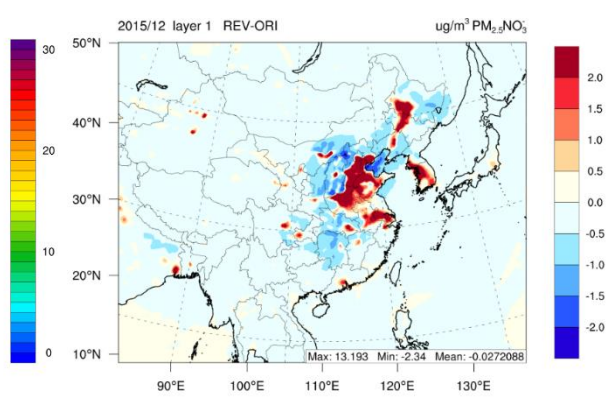 2015/12 layer 1 REV-ORI
ug/m³ PM₂.₅NO₃⁻
50°N
40°N
30°N
20°N
10°N
90°E
100°E
110°E
120°E
130°E
Max: 13.193 Min: -2.34 Mean: -0.0272088
30
20
10
0
2.0
1.5
1.0
0.5
0.0
-0.5
-1.0
-1.5
-2.0